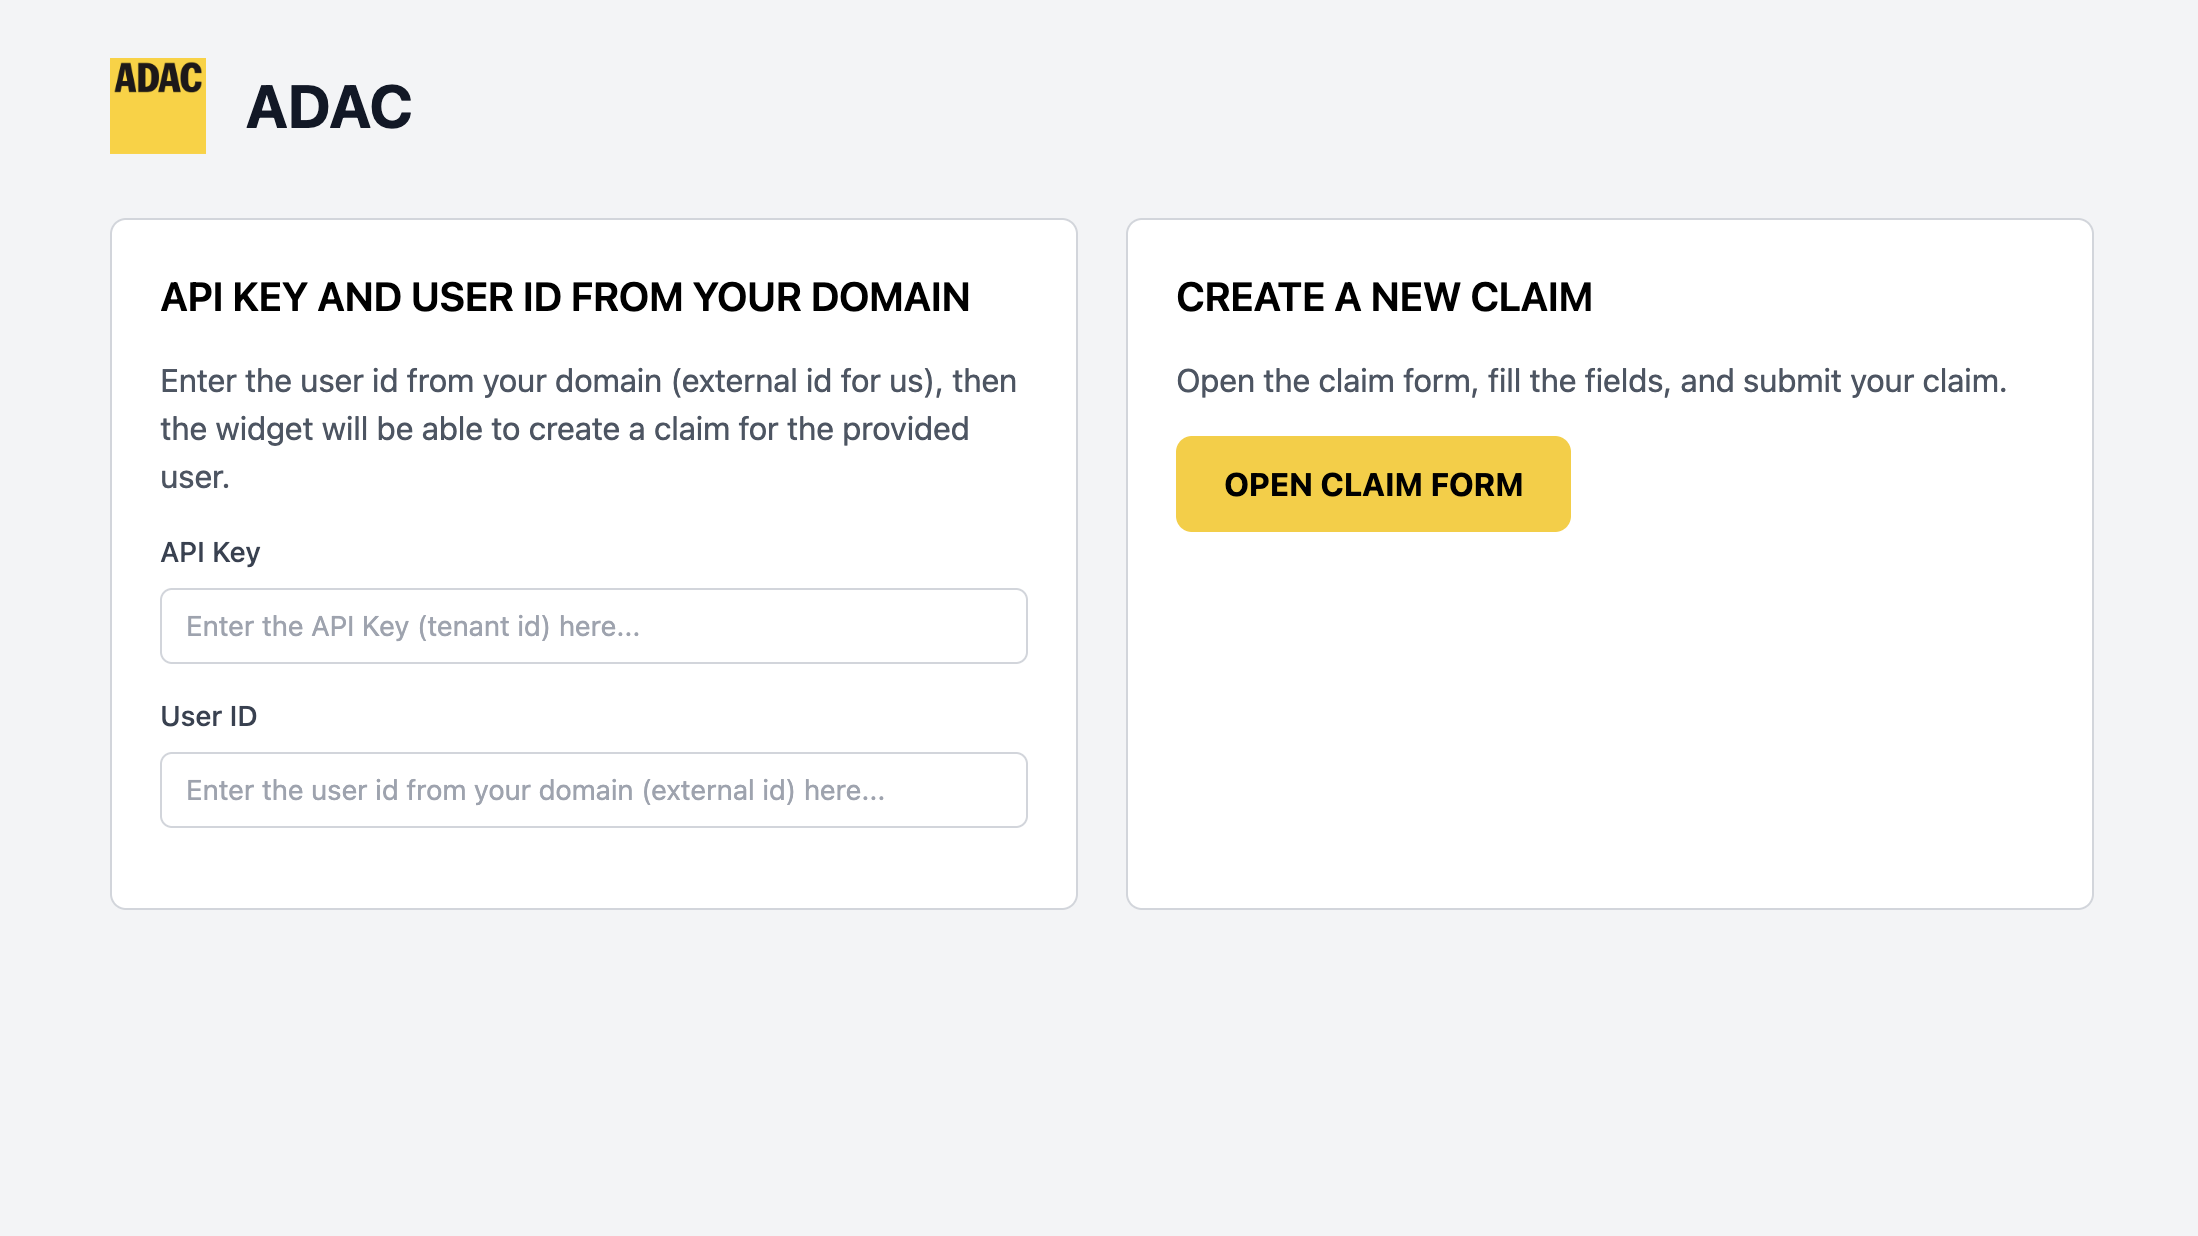 ADAC
ADAC
API KEY AND USER ID FROM YOUR DOMAIN
Enter the user id from your domain (external id for us), then
the widget will be able to create a claim for the provided
user.
API Key
Enter the API Key (tenant id) here...
User ID
Enter the user id from your domain (external id) here...
CREATE A NEW CLAIM
Open the claim form, fill the fields, and submit your claim.
OPEN CLAIM FORM